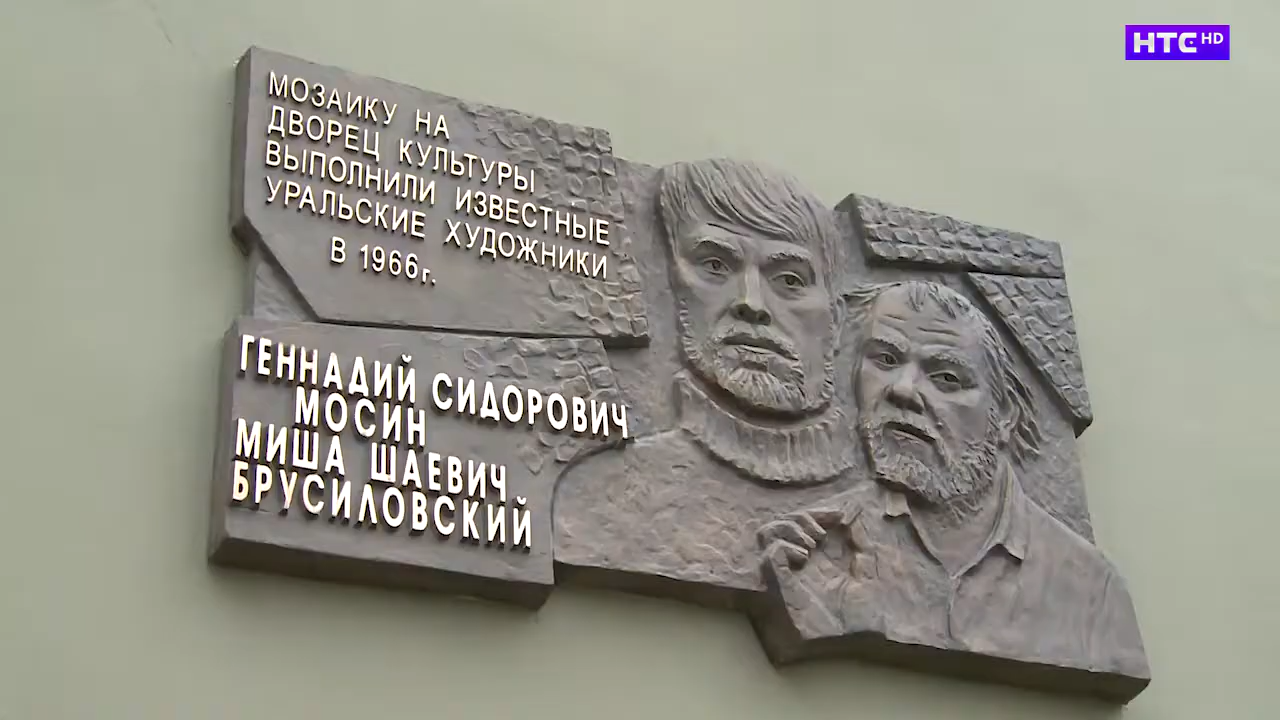 НТС HD
МОЗАИКУ НА
ДВОРЕЦ КУЛЬТУРЫ
ВЫПОЛНИЛИ ИЗВЕСТНЫЕ
УРАЛЬСКИЕ ХУДОЖНИКИ
В 1966г.
ГЕННАДИЙ СИДОРОВИЧ
МОСИН
МИША ШАЕВИЧ
БРУСИЛОВСКИЙ